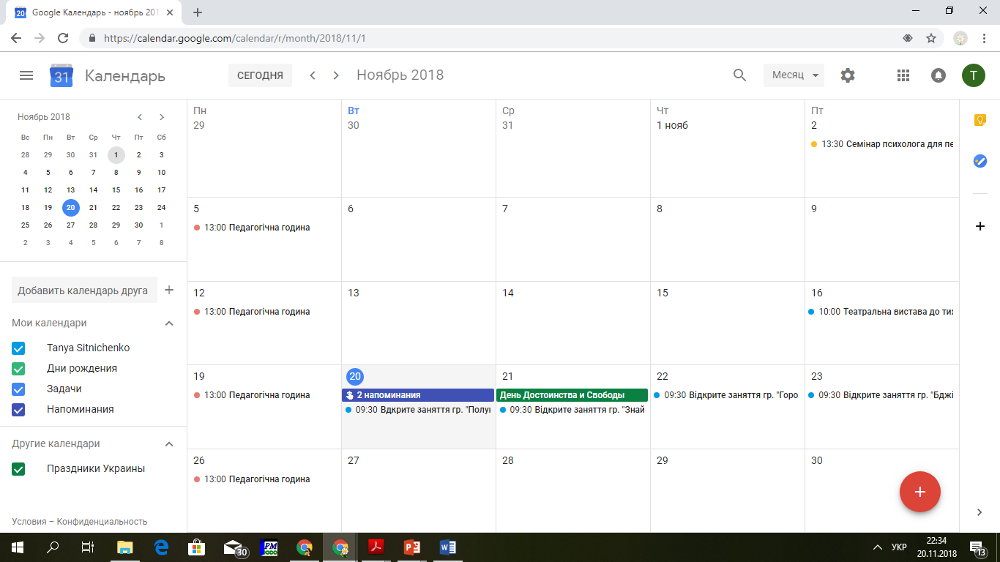 Google Календарь - ноябрь 201
https://calendar.google.com/calendar/r/month/2018/11/1
31
Календарь
СЕГОДНЯ
Ноябрь 2018
Месяц
T
Ноябрь 2018
Вс Пн Вт Ср Чт Пт Сб
28 29 30 31 1 2 3
4 5 6 7 8 9 10
11 12 13 14 15 16 17
18 19 20 21 22 23 24
25 26 27 28 29 30 1
2 3 4 5 6 7 8
Добавить календарь друга
Мои календари
Tanya Sitnichenko
Дни рождения
Задачи
Напоминания
Другие календари
Праздники Украины
Условия – Конфиденциальность
Пн Вт Ср Чт Пт
29 30 31 1 нояб 2
13:30 Семінар психолога для пе
5 6 7 8 9
13:00 Педагогічна година
12 13 14 15 16
13:00 Педагогічна година
10:00 Театральна вистава до тиж
19 20 21 22 23
13:00 Педагогічна година
2 напоминания
09:30 Вдкрите заняття гр. "Полун
День Достоинства и Свободы
09:30 Відкрите заняття гр. "Знай
09:30 Відкрите заняття гр. "Горо
09:30 Відкрите заняття гр. "Бджі
26 27 28 29 30
13:00 Педагогічна година
30
PM
УКР
22:34
20.11.2018
13